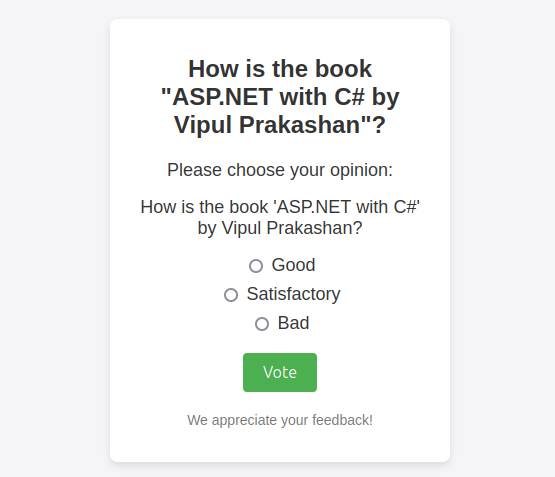 How is the book
"ASP.NET with C# by
Vipul Prakashan"?
Please choose your opinion:
How is the book 'ASP.NET with C#'
by Vipul Prakashan?
Good
Satisfactory
Bad
Vote
We appreciate your feedback!